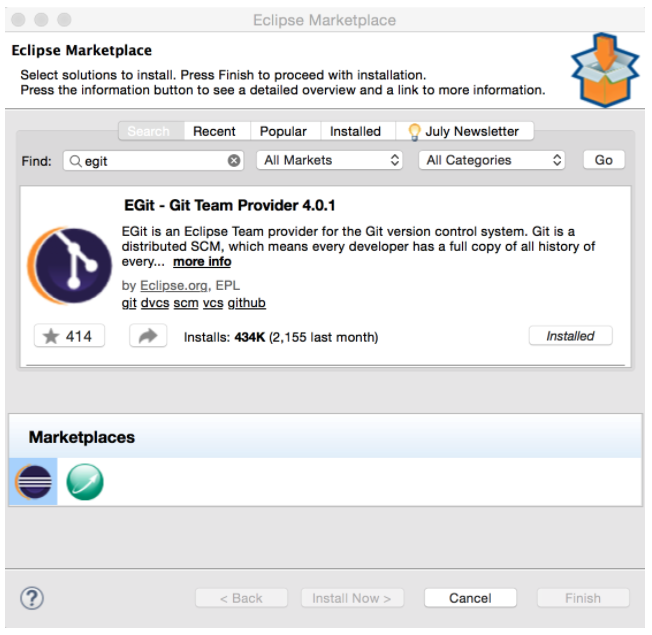 Eclipse Marketplace
Eclipse Marketplace
Select solutions to install. Press Finish to proceed with installation.
Press the information button to see a detailed overview and a link to more information.
Search Recent Popular Installed July Newsletter
Find: egit All Markets All Categories Go
EGit - Git Team Provider 4.0.1
EGit is an Eclipse Team provider for the Git version control system. Git is a
distributed SCM, which means every developer has a full copy of all history of
every... more info
by Eclipse.org, EPL
git dvcs scm vcs github
414 Installs: 434K (2,155 last month) Installed
Marketplaces
? < Back Install Now > Cancel Finish